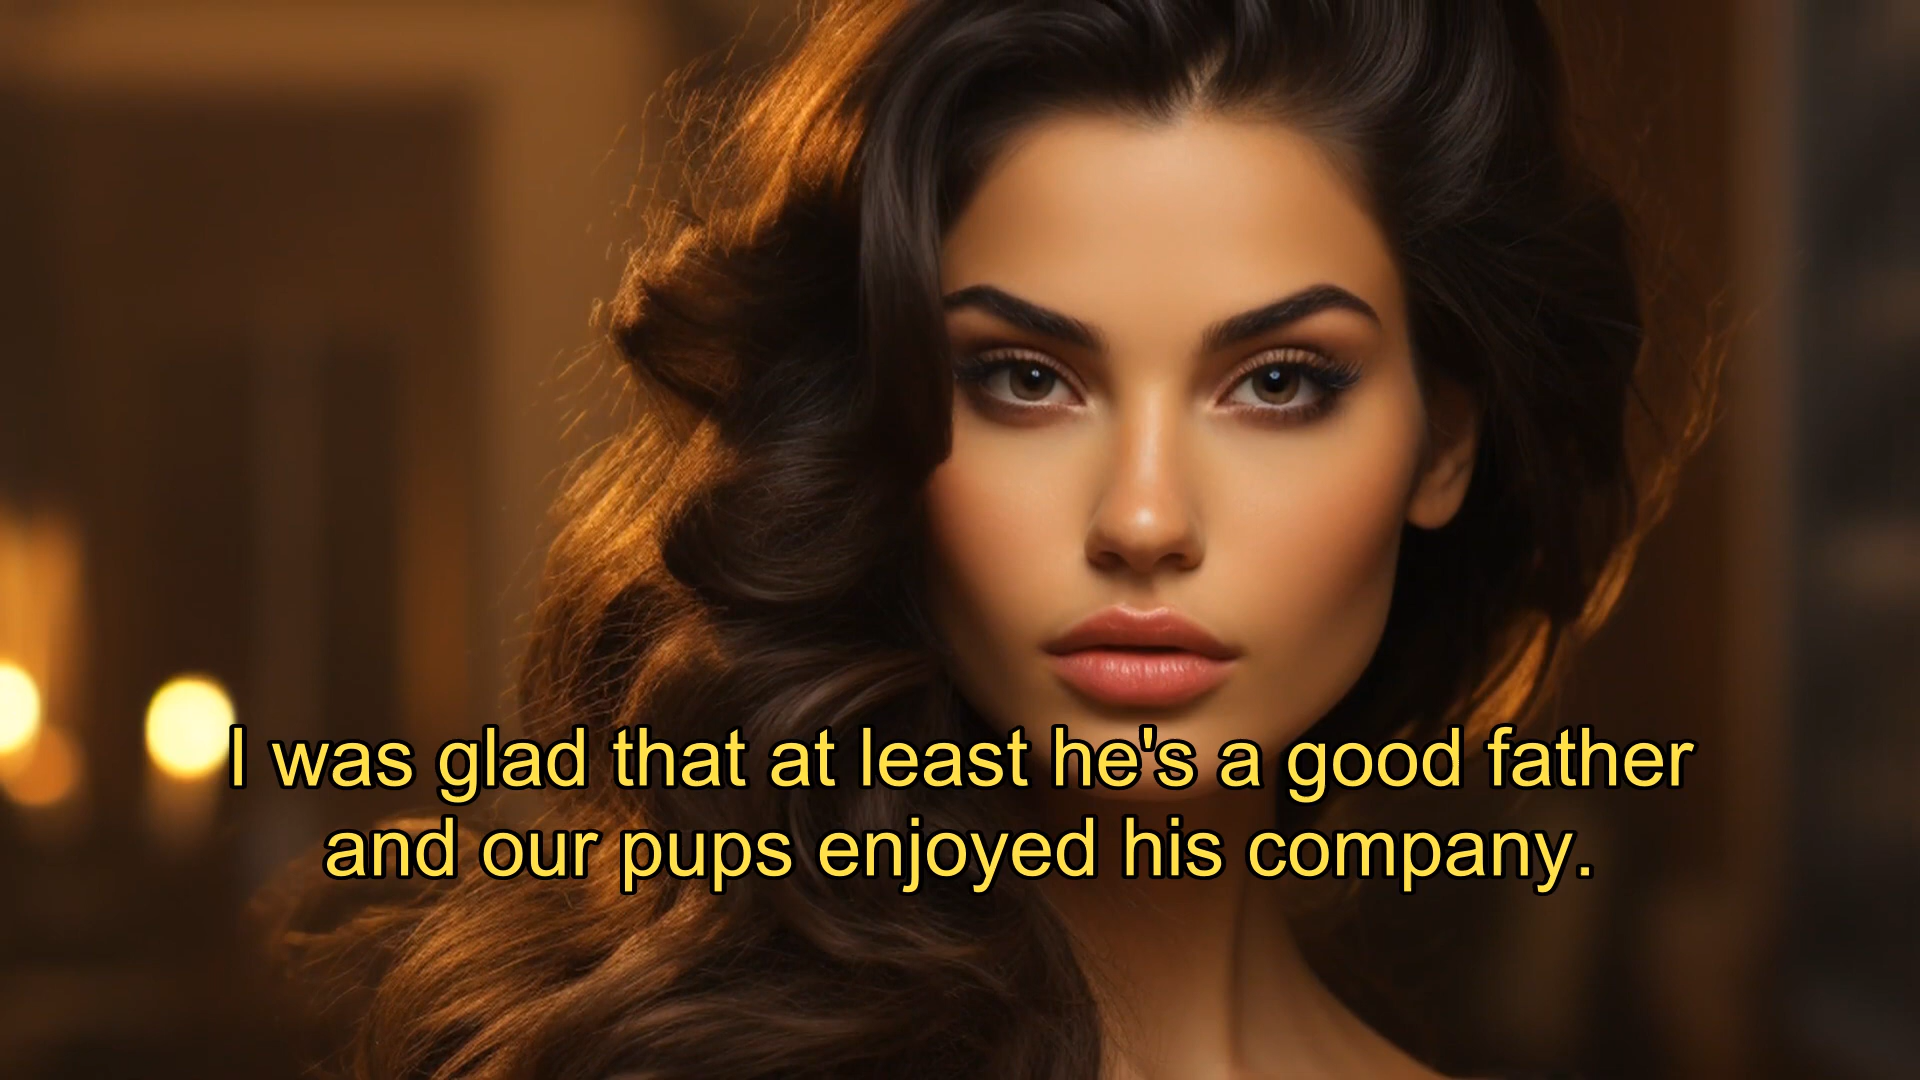 I was glad that at least he's a good father
and our pups enjoyed his company.